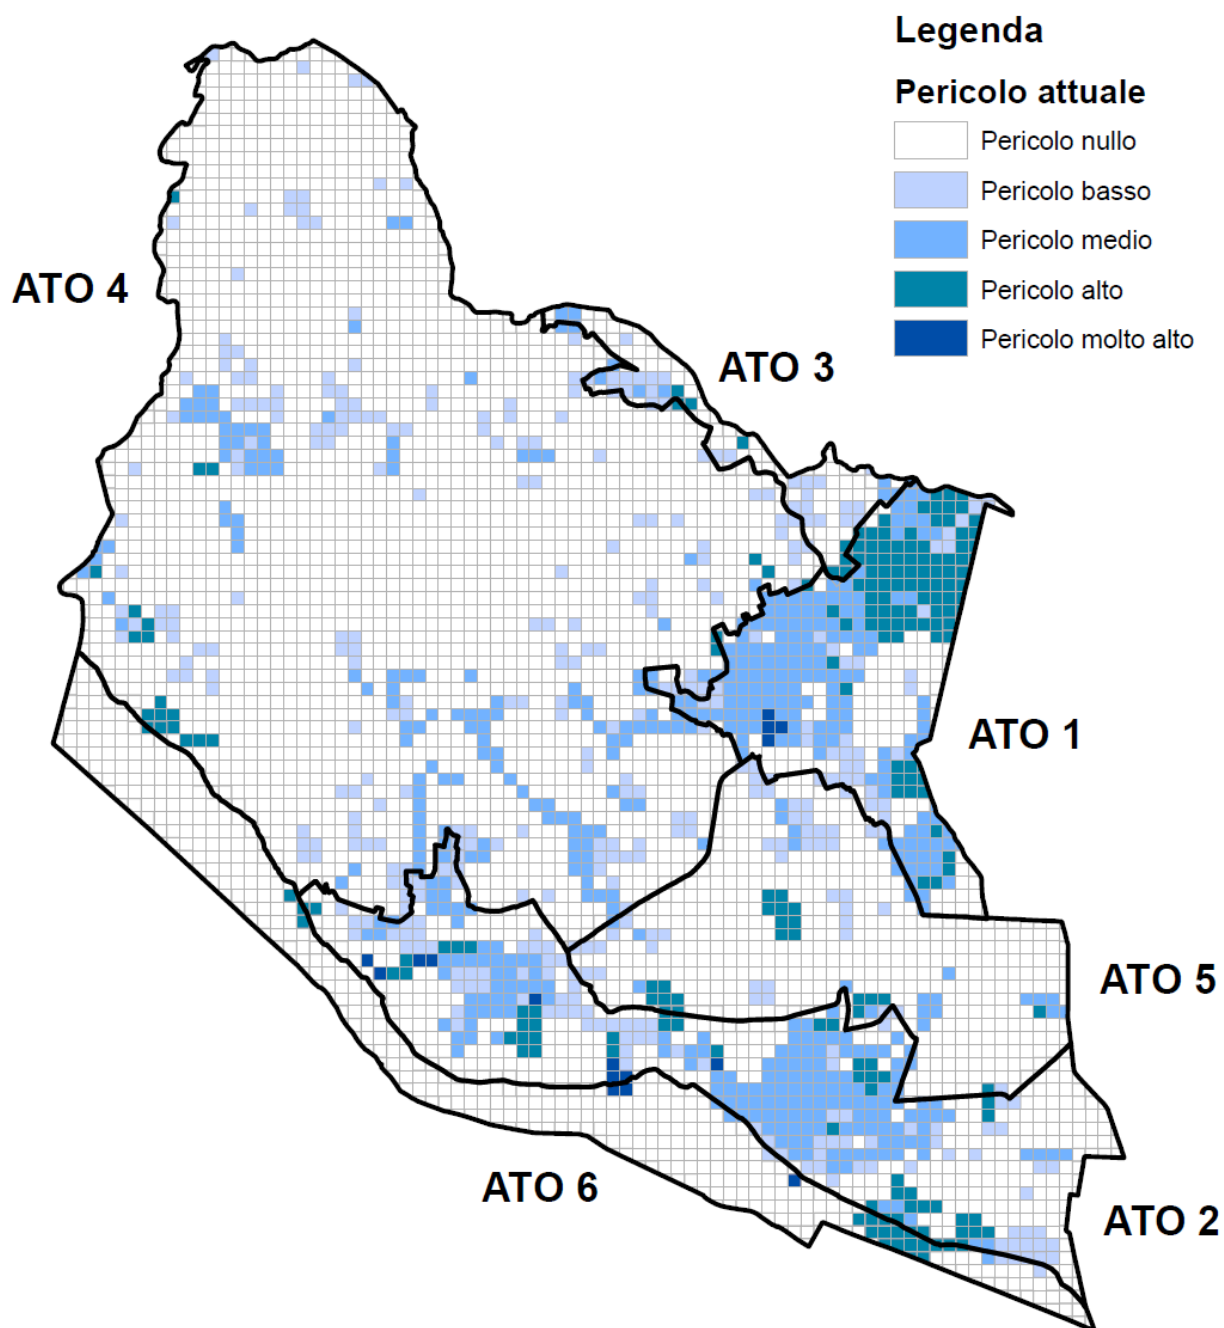 Legenda
Pericolo attuale
Pericolo nullo
Pericolo basso
Pericolo medio
Pericolo alto
Pericolo molto alto
ATO 4
ATO 3
ATO 1
ATO 5
ATO 6
ATO 2